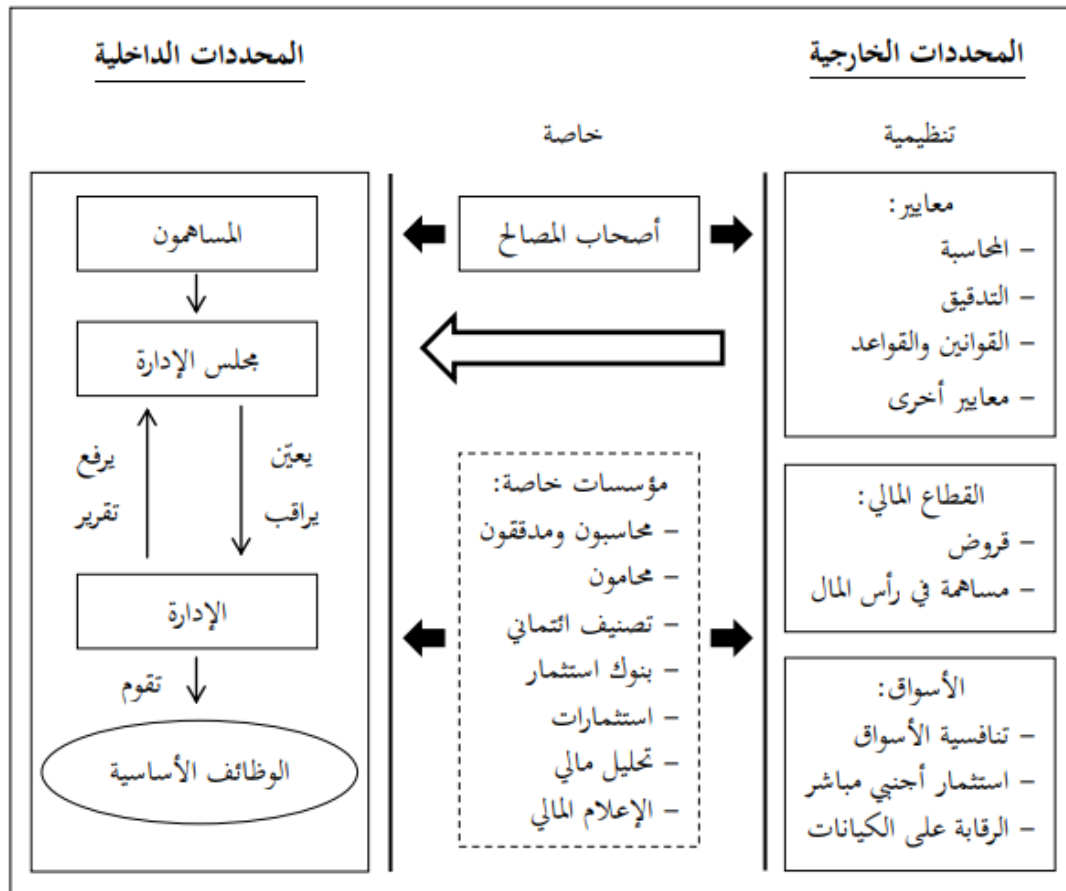 المحددات الخارجية
المحددات الداخلية
تنظيمية
خاصة
معايير:
– المحاسبة
– التدقيق
– القوانين والقواعد
– معايير أخرى
القطاع المالي:
– قروض
– مساهمة في رأس المال
الأسواق:
– تنافسية الأسواق
– استثمار أجنبي مباشر
– الرقابة على الكيانات
أصحاب المصالح
مؤسسات خاصة:
– محاسبون ومدققون
– محامون
– تصنيف ائتماني
– بنوك استثمار
– استثمارات
– تحليل مالي
– الإعلام المالي
المساهمون
مجلس الإدارة
يعيّن
يراقب
يرفع
تقرير
الإدارة
تقوم
الوظائف الأساسية